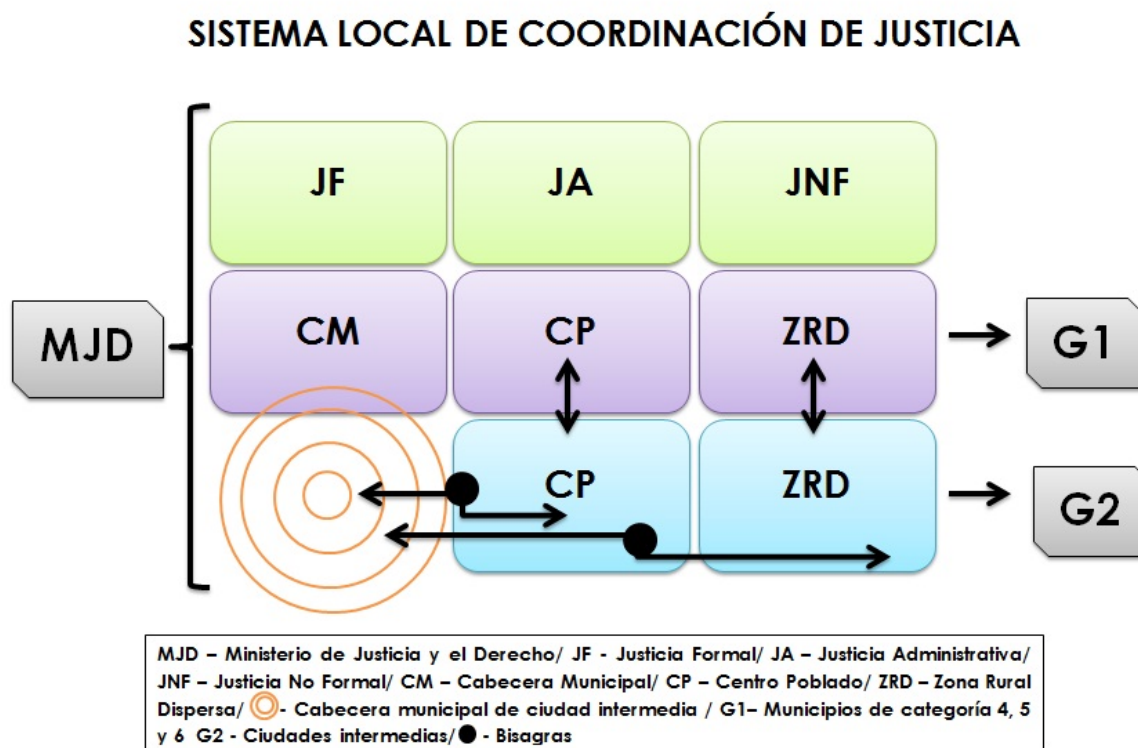 SISTEMA LOCAL DE COORDINACIÓN DE JUSTICIA
JF JA JNF
MJD
CM CP ZRD
G1
CP ZRD
G2
MJD – Ministerio de Justicia y el Derecho/ JF - Justicia Formal/ JA – Justicia Administrativa/
JNF – Justicia No Formal/ CM – Cabecera Municipal/ CP – Centro Poblado/ ZRD – Zona Rural
Dispersa/ - Cabecera municipal de ciudad intermedia / G1– Municipios de categoría 4, 5
y 6 G2 - Ciudades intermedias/ - Bisagras